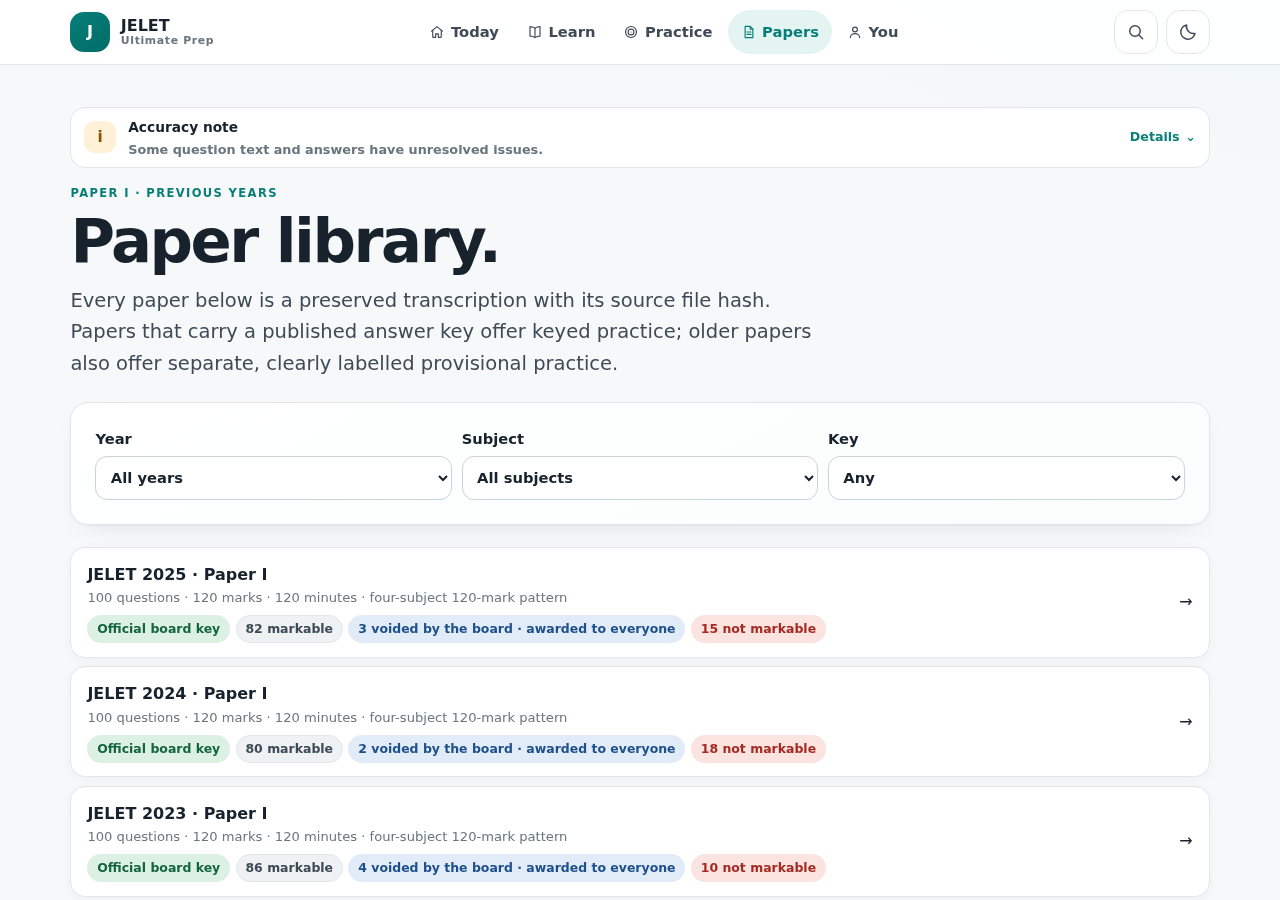 J
JELET
Ultimate Prep
Today
Learn
Practice
Papers
You
i
Accuracy note
Some question text and answers have unresolved issues.
Details ⌄
PAPER I · PREVIOUS YEARS
Paper library.
Every paper below is a preserved transcription with its source file hash.
Papers that carry a published answer key offer keyed practice; older papers
also offer separate, clearly labelled provisional practice.
Year
Subject
Key
All years
All subjects
Any
JELET 2025 · Paper I
100 questions · 120 marks · 120 minutes · four-subject 120-mark pattern
Official board key
82 markable
3 voided by the board · awarded to everyone
15 not markable
→
JELET 2024 · Paper I
100 questions · 120 marks · 120 minutes · four-subject 120-mark pattern
Official board key
80 markable
2 voided by the board · awarded to everyone
18 not markable
→
JELET 2023 · Paper I
100 questions · 120 marks · 120 minutes · four-subject 120-mark pattern
Official board key
86 markable
4 voided by the board · awarded to everyone
10 not markable
→